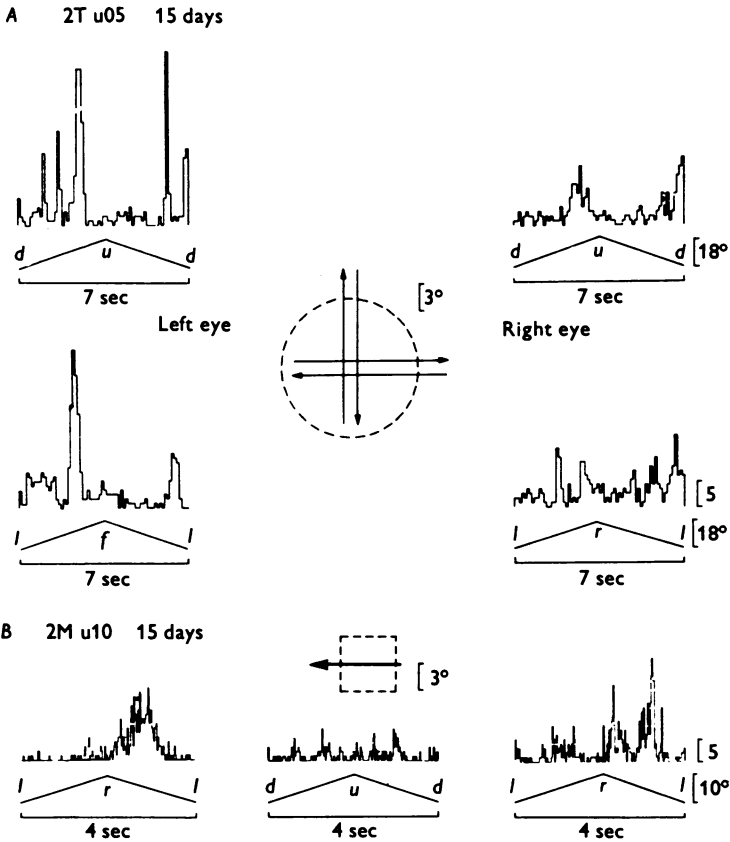 A 2T u05 15 days
d u d
7 sec
d u d [18°
7 sec
[3°
Left eye
Right eye
l f l
7 sec
[5
l r l [18°
7 sec
B 2M u10 15 days
[3°
l r l
4 sec
d u d
4 sec
[5
l r l [10°
4 sec